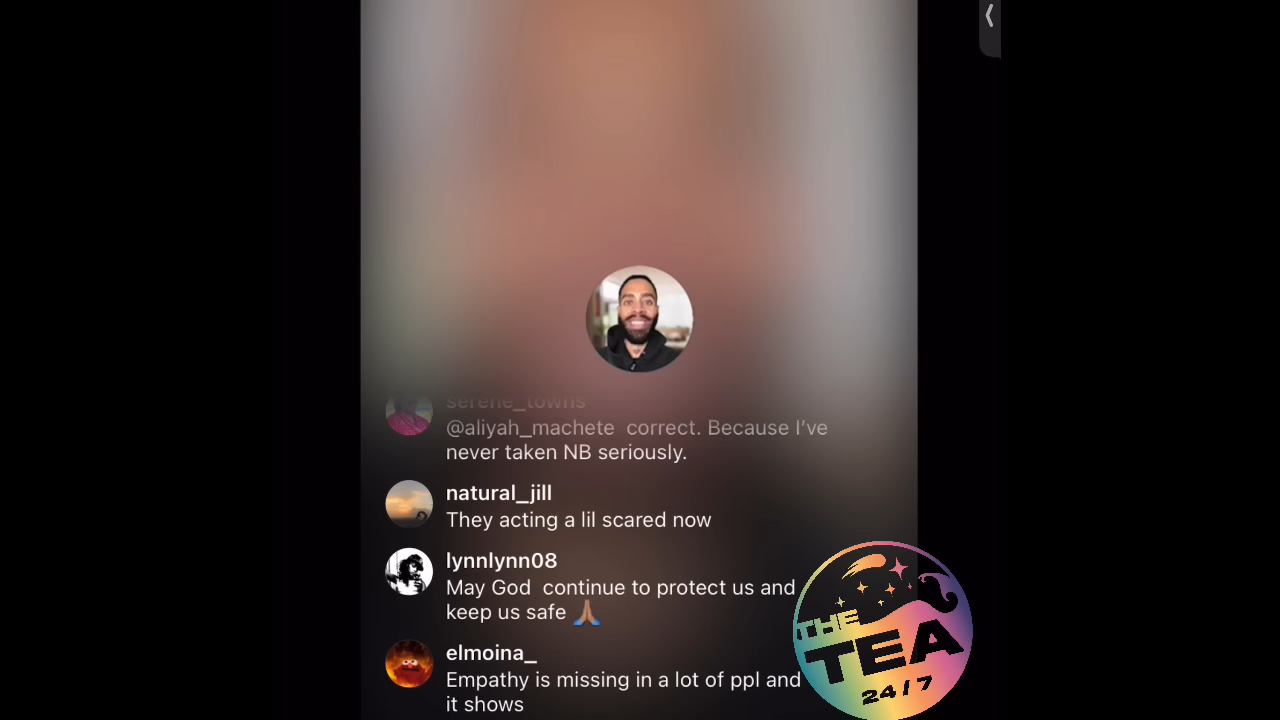 serene_towns
@aliyah_machete correct. Because I’ve
never taken NB seriously.
natural_jill
They acting a lil scared now
lynnlynn08
May God continue to protect us and
keep us safe 🙏🏽
elmoina_
Empathy is missing in a lot of ppl and
it shows
THE
TEA
24/7